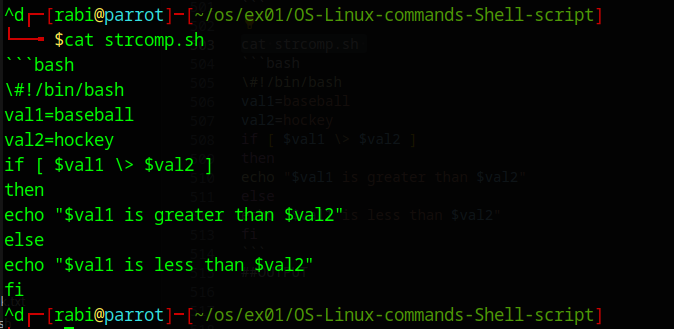 ^d┌─[rabi@parrot]─[~/os/ex01/OS-Linux-commands-Shell-script]
└──╼ $cat strcomp.sh
```bash
\#!/bin/bash
val1=baseball
val2=hockey
if [ $val1 \> $val2 ]
then
echo "$val1 is greater than $val2"
else
echo "$val1 is less than $val2"
fi
^d┌─[rabi@parrot]─[~/os/ex01/OS-Linux-commands-Shell-script]